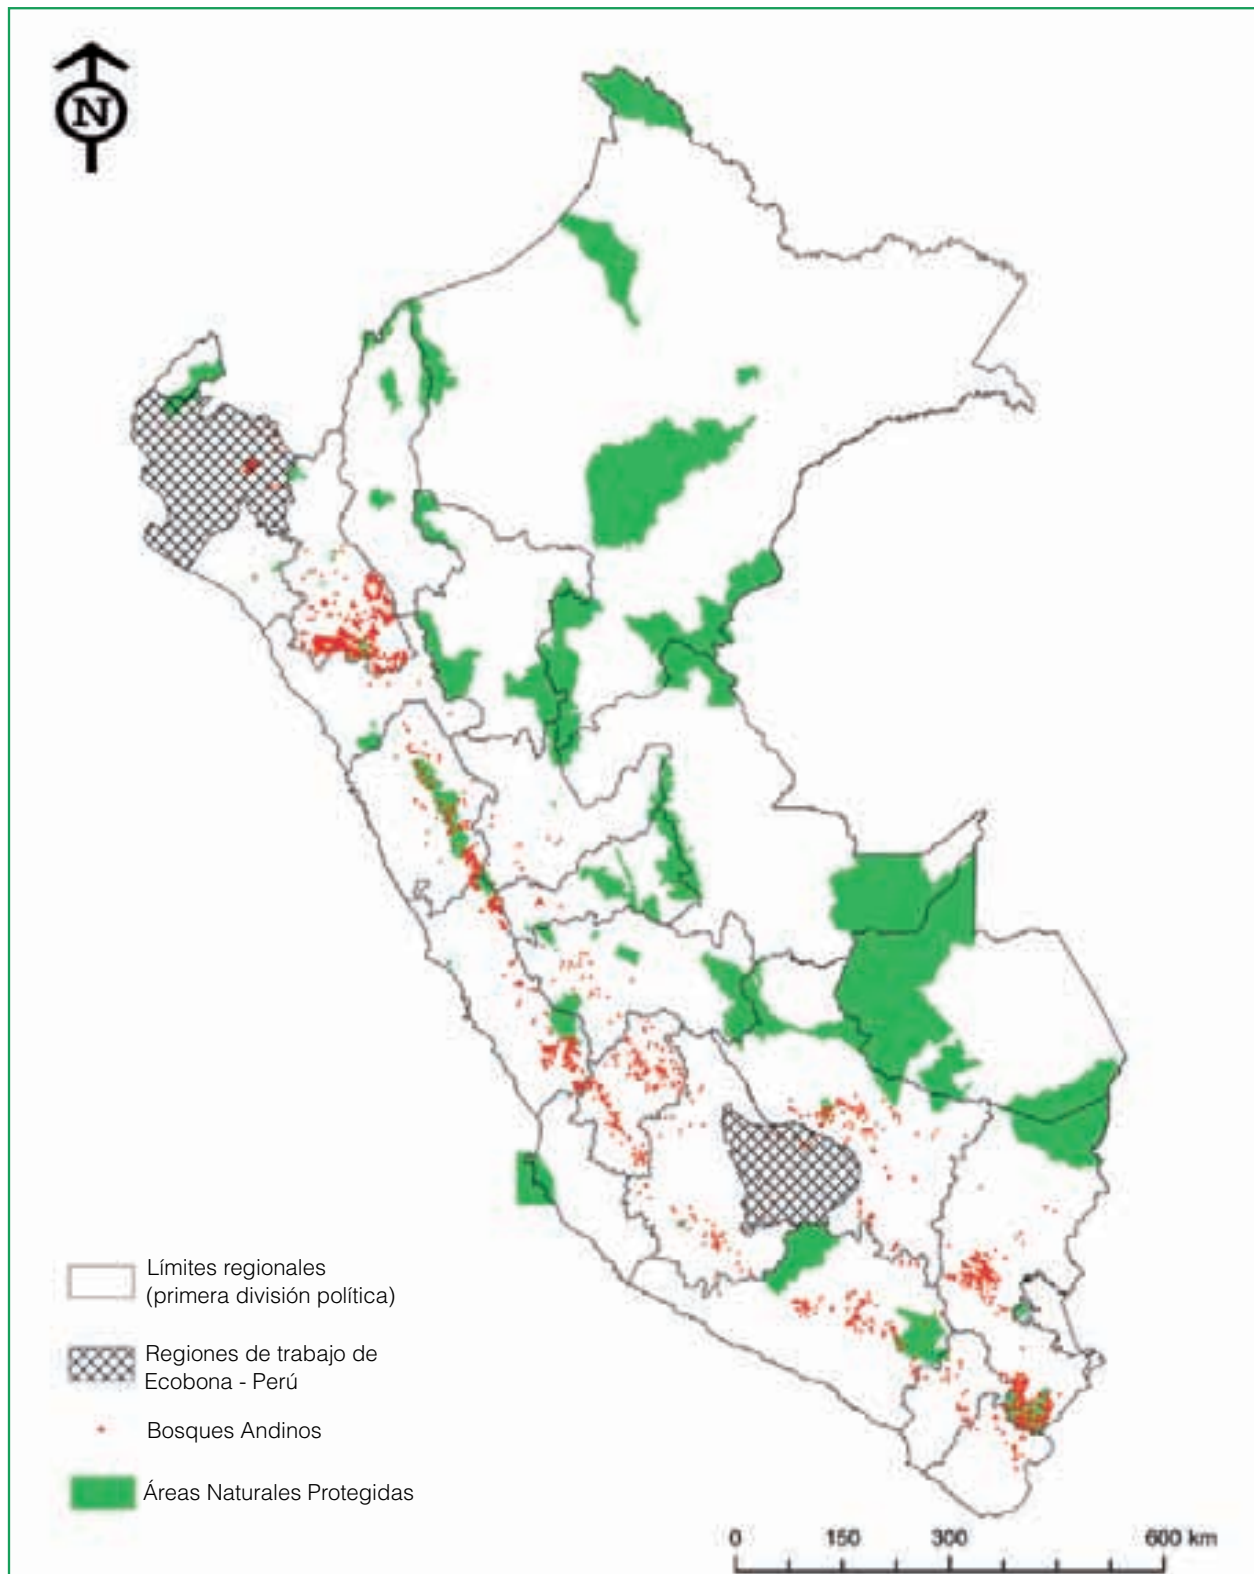 N
Límites regionales
(primera división política)
Regiones de trabajo de
Ecobona - Perú
Bosques Andinos
Áreas Naturales Protegidas
0 150 300 600 km